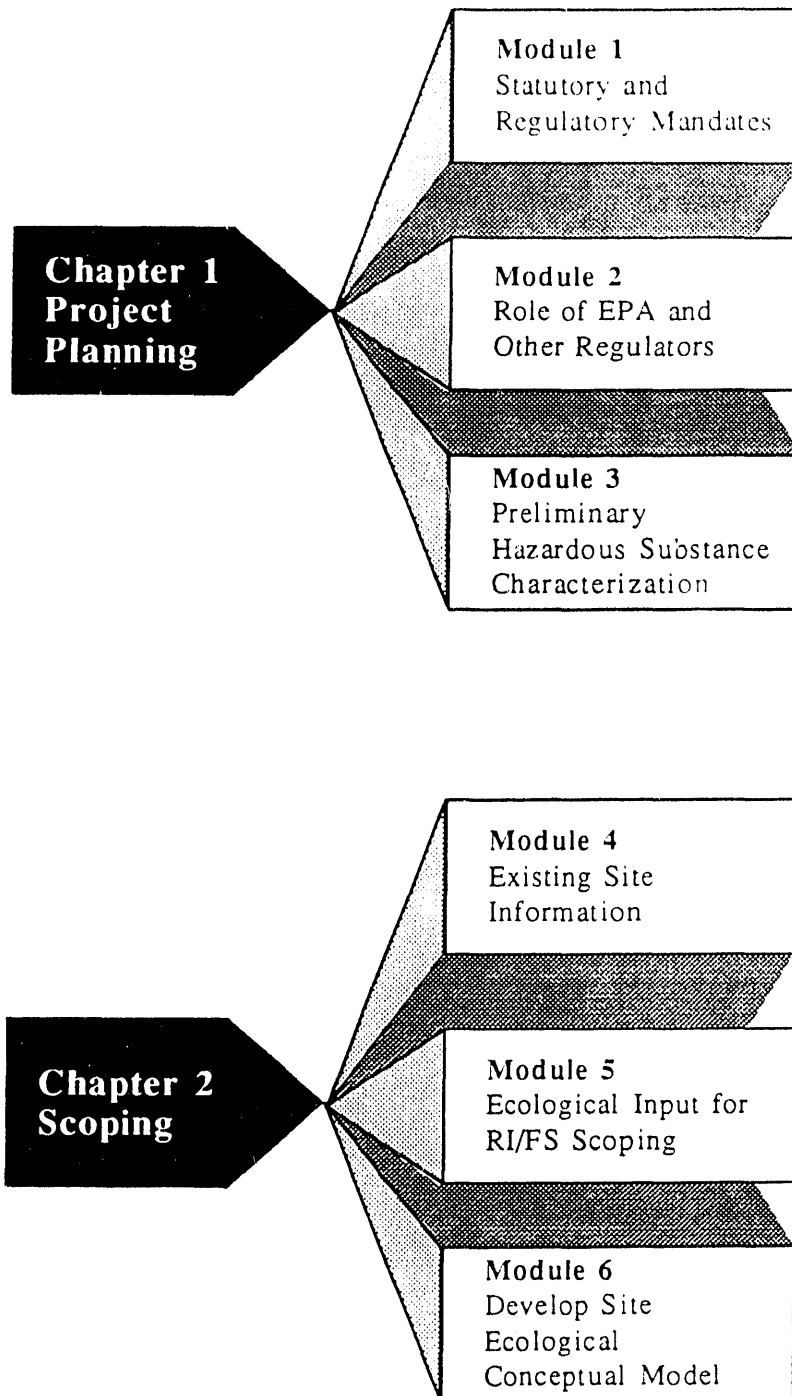 Chapter 1
Project
Planning
Module 1
Statutory and
Regulatory Mandates
Module 2
Role of EPA and
Other Regulators
Module 3
Preliminary
Hazardous Substance
Characterization
Chapter 2
Scoping
Module 4
Existing Site
Information
Module 5
Ecological Input for
RI/FS Scoping
Module 6
Develop Site
Ecological
Conceptual Model